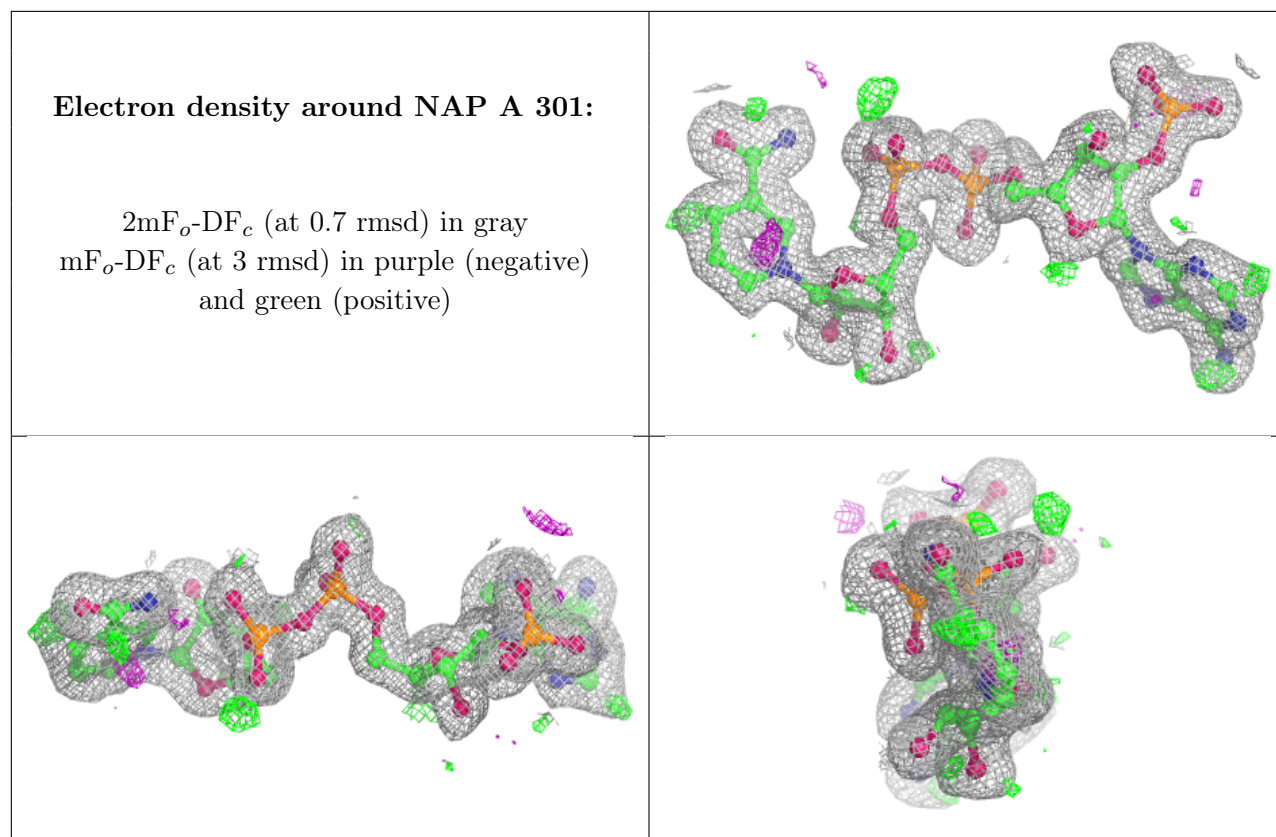 Electron density around NAP A 301:
2mFo-DFc (at 0.7 rmsd) in gray
mFo-DFc (at 3 rmsd) in purple (negative)
and green (positive)